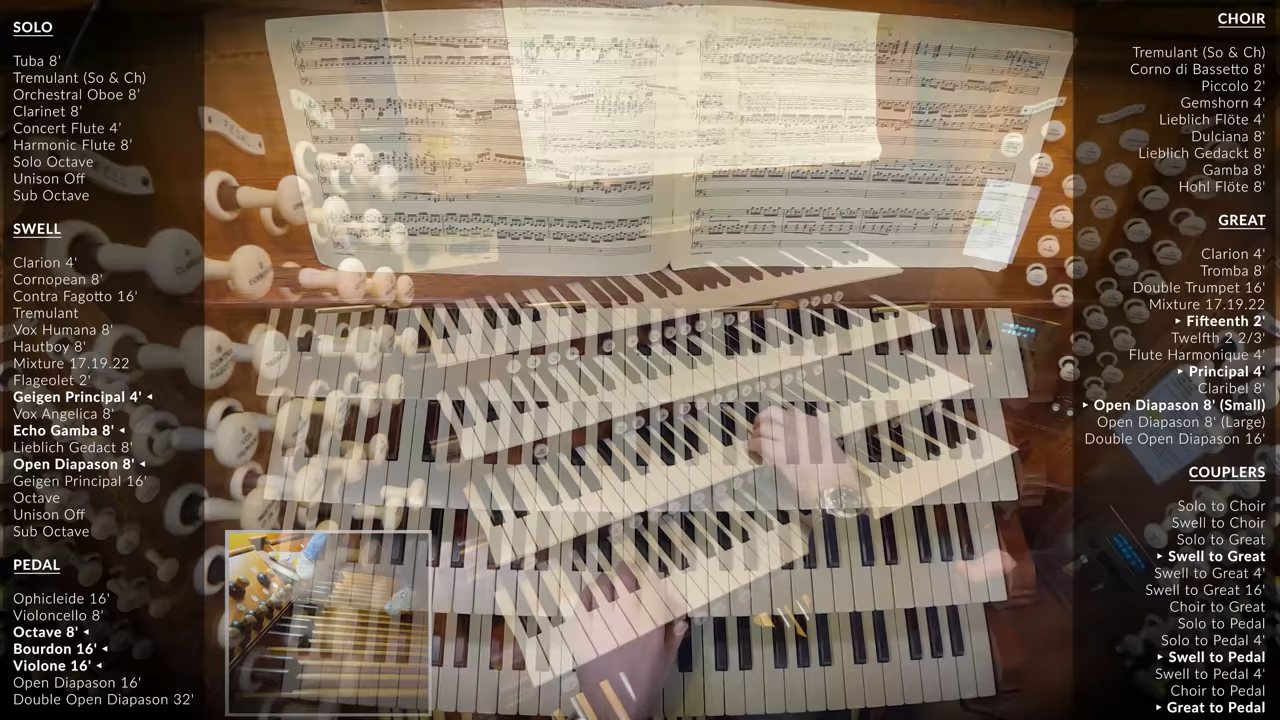 SOLO
Tuba 8'
Tremulant (So & Ch)
Orchestral Oboe 8'
Clarinet 8'
Concert Flute 4'
Harmonic Flute 8'
Solo Octave
Unison Off
Sub Octave
SWELL
Clarion 4'
Cornopean 8'
Contra Fagotto 16'
Tremulant
Vox Humana 8'
Hautboy 8'
Mixture 17.19.22
Flageolet 2'
Geigen Principal 4' ◂
Vox Angelica 8'
Echo Gamba 8' ◂
Lieblich Gedact 8'
Open Diapason 8' ◂
Geigen Principal 16'
Octave
Unison Off
Sub Octave
PEDAL
Ophicleide 16'
Violoncello 8'
Octave 8' ◂
Bourdon 16' ◂
Violone 16' ◂
Open Diapason 16'
Double Open Diapason 32'
CHOIR
Tremulant (So & Ch)
Corno di Bassetto 8'
Piccolo 2'
Gemshorn 4'
Lieblich Flöte 4'
Dulciana 8'
Lieblich Gedackt 8'
Gamba 8'
Hohl Flöte 8'
GREAT
Clarion 4'
Tromba 8'
Double Trumpet 16'
Mixture 17.19.22
▸ Fifteenth 2'
Twelfth 2 2/3'
Flute Harmonique 4'
▸ Principal 4'
Claribel 8'
▸ Open Diapason 8' (Small)
Open Diapason 8' (Large)
Double Open Diapason 16'
COUPLERS
Solo to Choir
Swell to Choir
Solo to Great
▸ Swell to Great
Swell to Great 4'
Swell to Great 16'
Choir to Great
Solo to Pedal
Solo to Pedal 4'
▸ Swell to Pedal
Swell to Pedal 4'
Choir to Pedal
▸ Great to Pedal